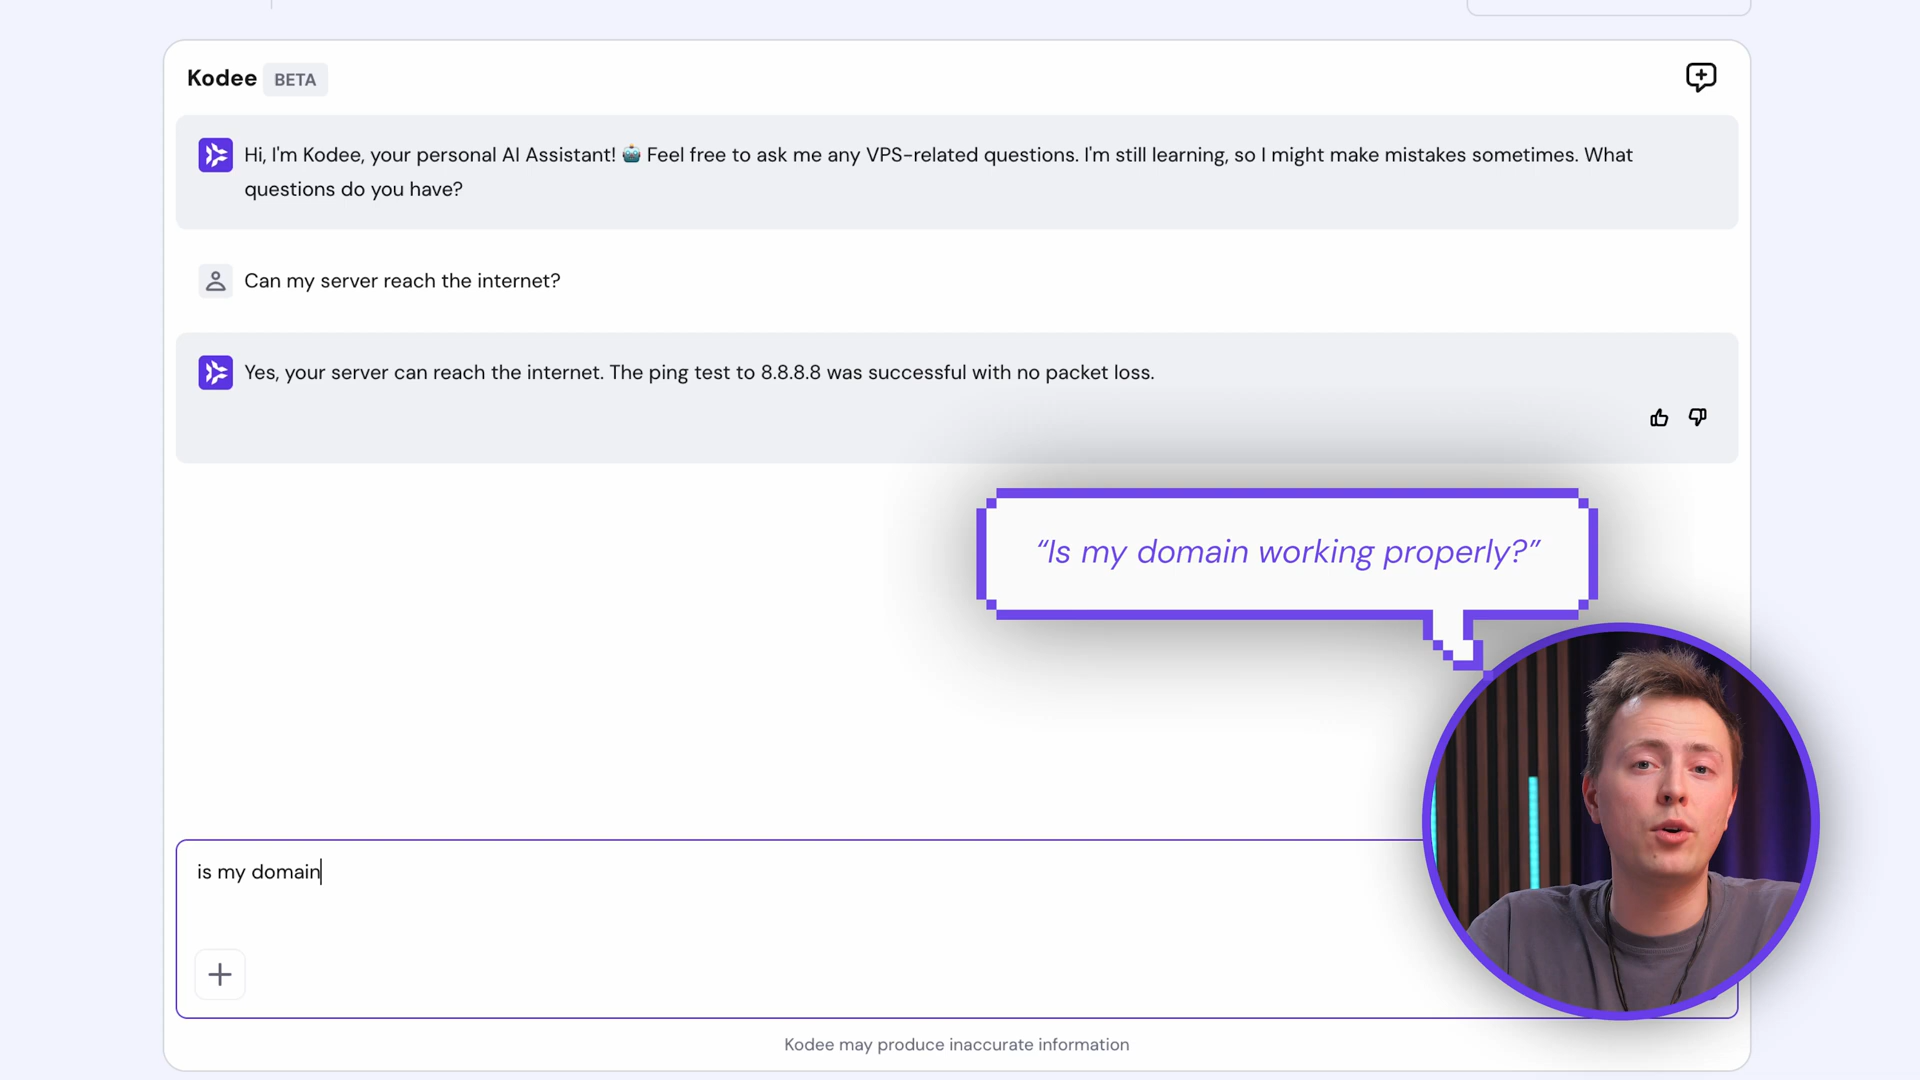 Kodee BETA
Hi, I'm Kodee, your personal AI Assistant! 🤖 Feel free to ask me any VPS-related questions. I'm still learning, so I might make mistakes sometimes. What
questions do you have?
Can my server reach the internet?
Yes, your server can reach the internet. The ping test to 8.8.8.8 was successful with no packet loss.
“Is my domain working properly?”
is my domain
Kodee may produce inaccurate information